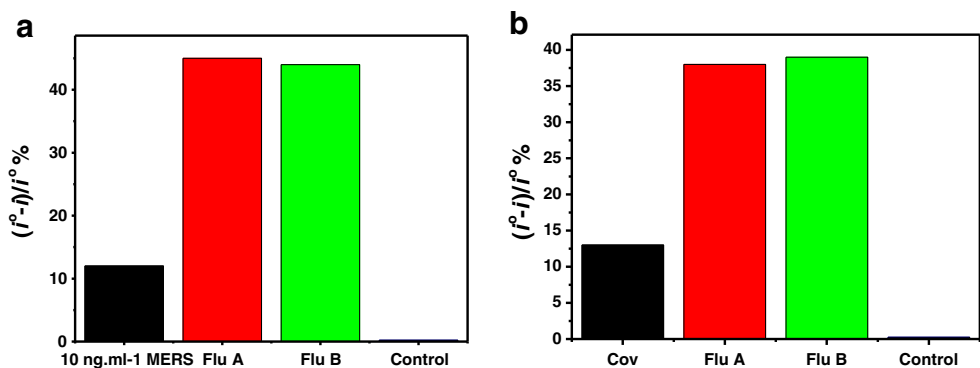 a
(i°-i)/i° %
40
30
20
10
0
10 ng.ml-1 MERS Flu A Flu B Control
b
(i°-i)/i° %
40
35
30
25
20
15
10
5
0
Cov Flu A Flu B Control